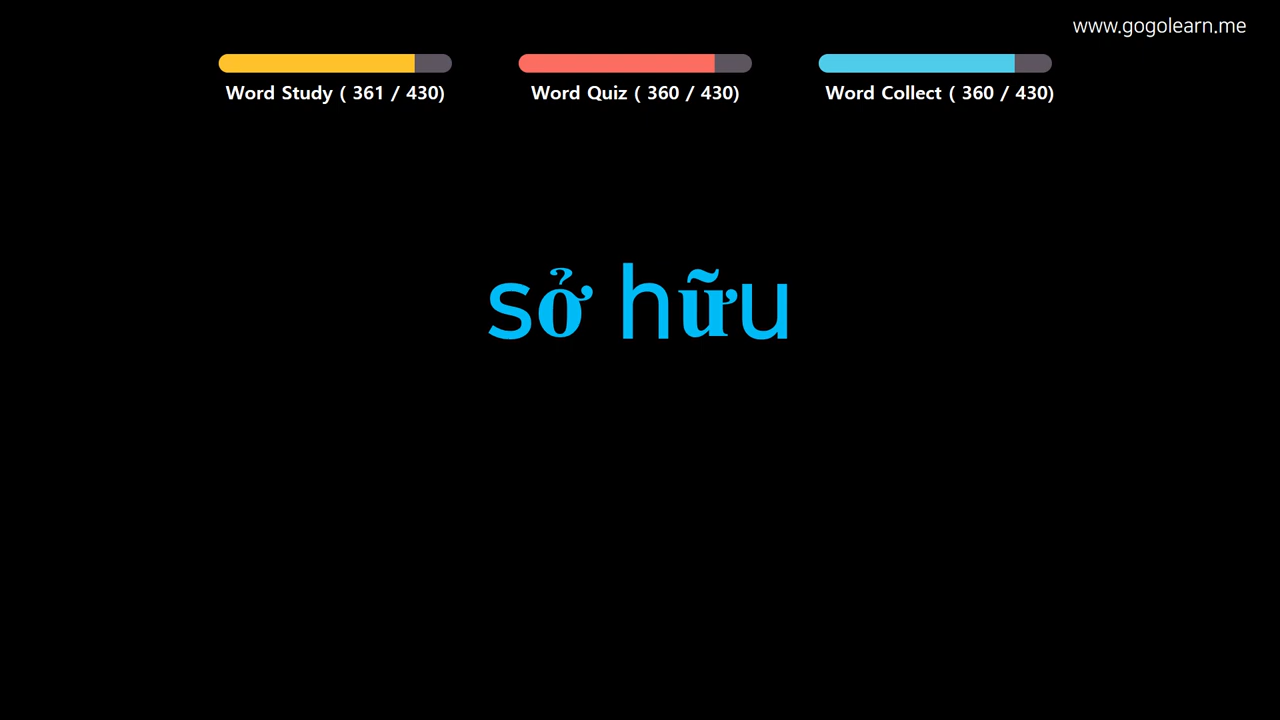 www.gogolearn.me
Word Study ( 361 / 430)
Word Quiz ( 360 / 430)
Word Collect ( 360 / 430)
sở hữu